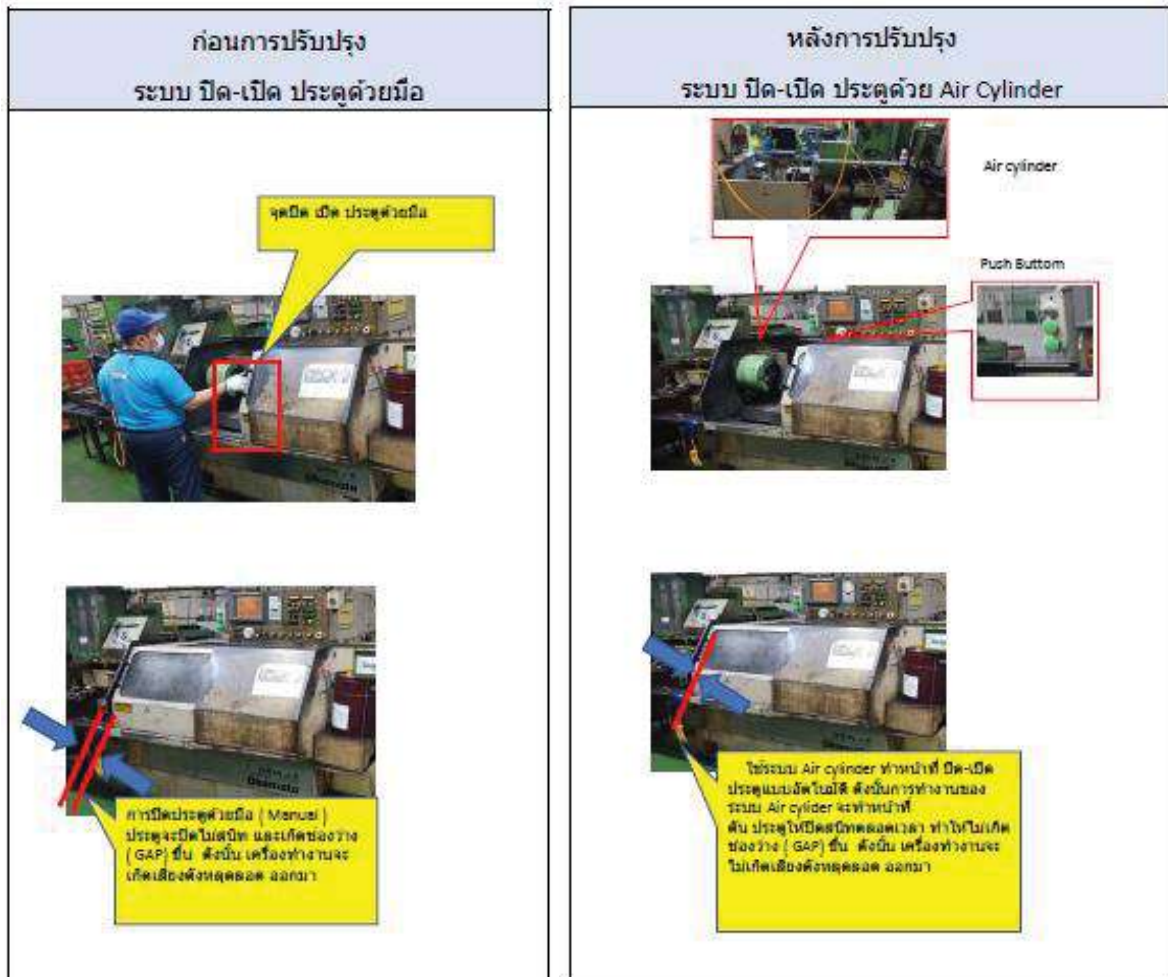 ก่อนการปรับปรุง
ระบบ ปิด-เปิด ประตูด้วยมือ
จุดปิด เปิด ประตูด้วยมือ
การปิดประตูด้วยมือ ( Manual )
ประตูจะปิดไม่สนิท และเกิดช่องว่าง
( GAP) ขึ้น ดังนั้น เครื่องทำงานจะ
เกิดเสียงดังหลุดลอด ออกมา
หลังการปรับปรุง
ระบบ ปิด-เปิด ประตูด้วย Air Cylinder
Air cylinder
Push Buttom
ใช้ระบบ Air cylinder ทำหน้าที่ ปิด-เปิด
ประตูแบบอัตโนมัติ ดังนั้นการทำงานของ
ระบบ Air cylider จะทำหน้าที่
ดัน ประตูให้ปิดสนิทตลอดเวลา ทำให้ไม่เกิด
ช่องว่าง ( GAP) ขึ้น ดังนั้น เครื่องทำงานจะ
ไม่เกิดเสียงดังหลุดลอด ออกมา